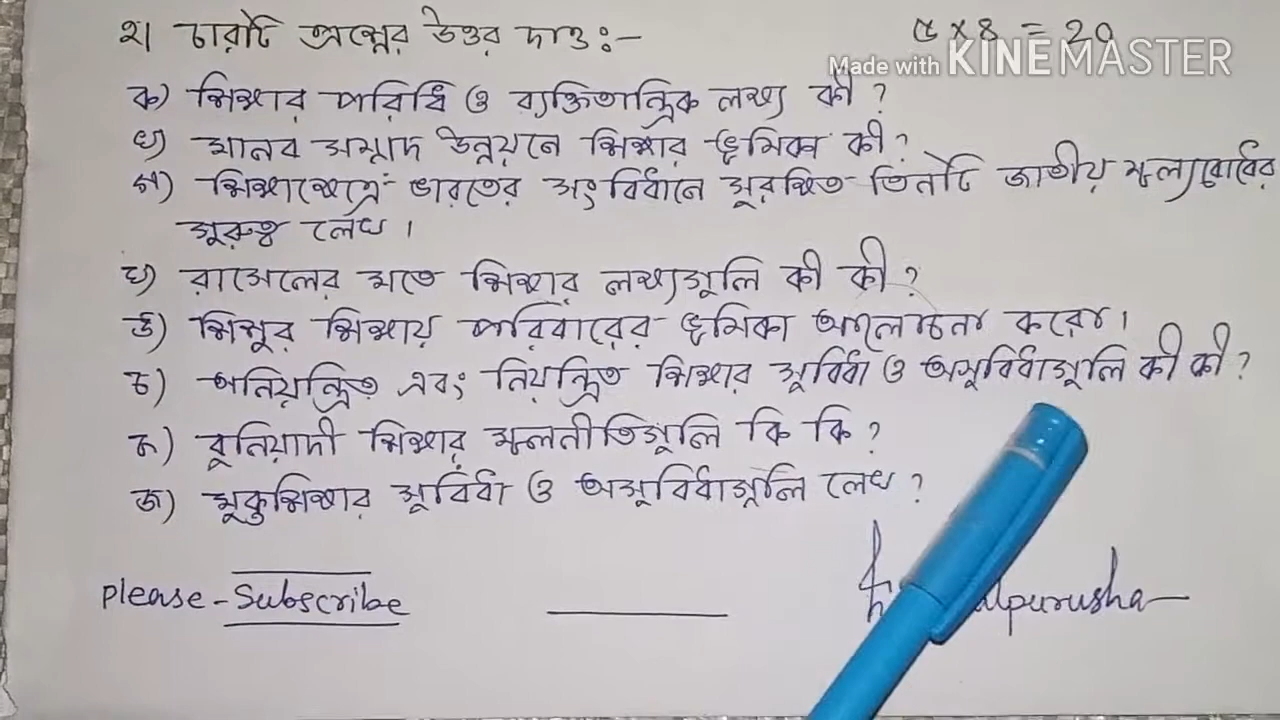 ২। চারটি প্রশ্নের উত্তর দাও :-
৫ × ৪ = 20
Made with KINEMASTER
ক) শিক্ষার পরিধি ও ব্যক্তিতান্ত্রিক লক্ষ্য কী ?
খ) মানব সম্পদ উন্নয়নে শিক্ষার ভূমিকা কী ?
গ) শিক্ষাক্ষেত্রে ভারতের সংবিধানে সুরক্ষিত তিনটি জাতীয় মূল্যবোধের
গুরুত্ব লেখ ।
ঘ) রাসেলের মতে শিক্ষার লক্ষ্যগুলি কী কী ?
ঙ) শিশুর শিক্ষায় পরিবারের ভূমিকা আলোচনা করো ।
চ) অনিয়ন্ত্রিত এবং নিয়ন্ত্রিত শিক্ষার সুবিধা ও অসুবিধাগুলি কী কী ?
ছ) বুনিয়াদী শিক্ষার মূলনীতিগুলি কি কি ?
জ) মুক্তশিক্ষার সুবিধা ও অসুবিধাগুলি লেখ ?
Please - Subscribe